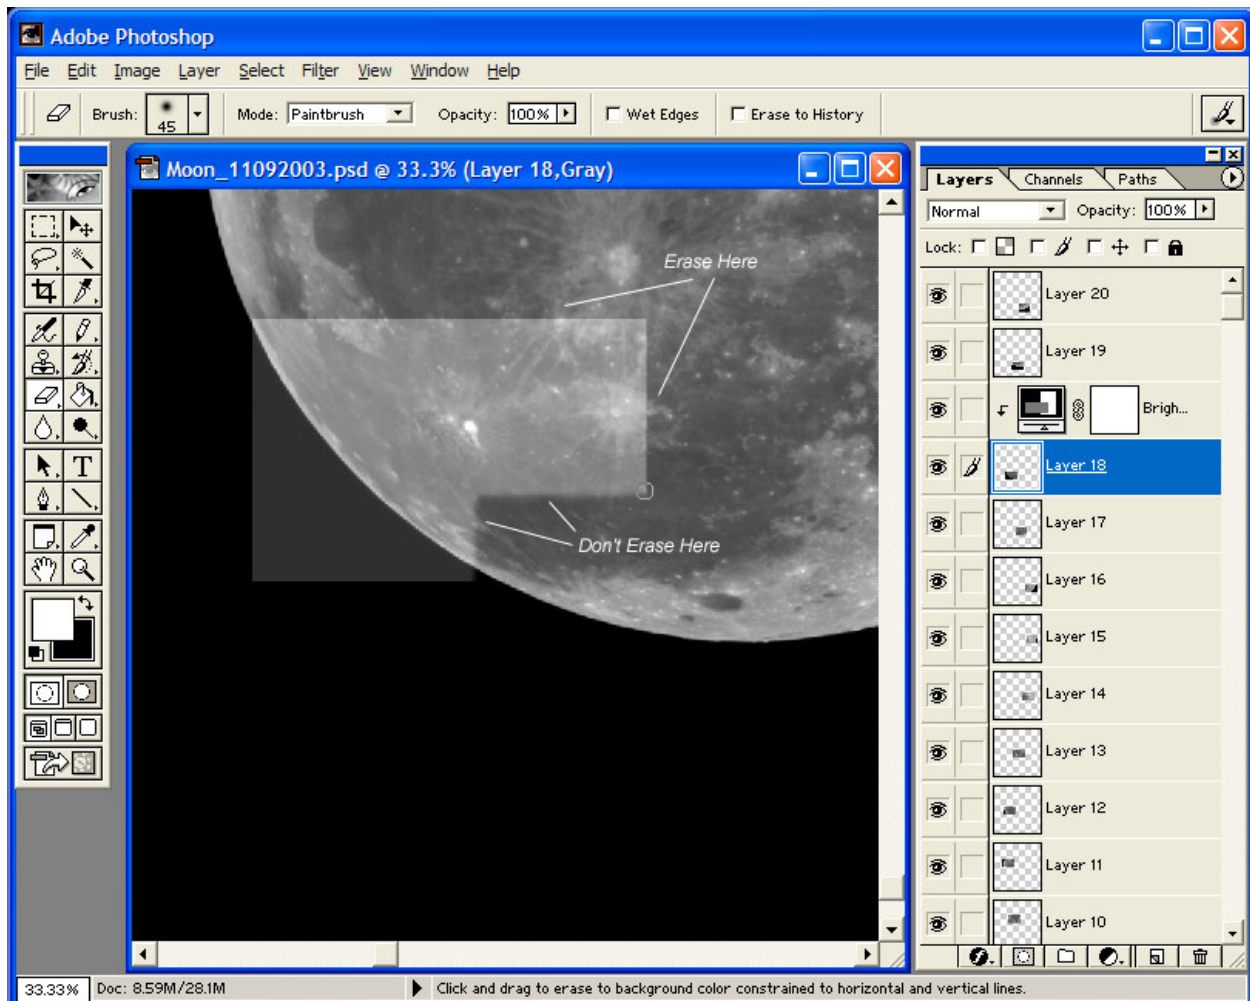 Adobe Photoshop
File Edit Image Layer Select Filter View Window Help
Brush: 45 Mode: Paintbrush Opacity: 100% Wet Edges Erase to History
Moon_11092003.psd @ 33.3% (Layer 18,Gray)
Erase Here
Don't Erase Here
Layers Channels Paths
Normal Opacity: 100%
Lock:
Layer 20
Layer 19
Brigh...
Layer 18
Layer 17
Layer 16
Layer 15
Layer 14
Layer 13
Layer 12
Layer 11
Layer 10
T
33.33% Doc: 8.59M/28.1M Click and drag to erase to background color constrained to horizontal and vertical lines.